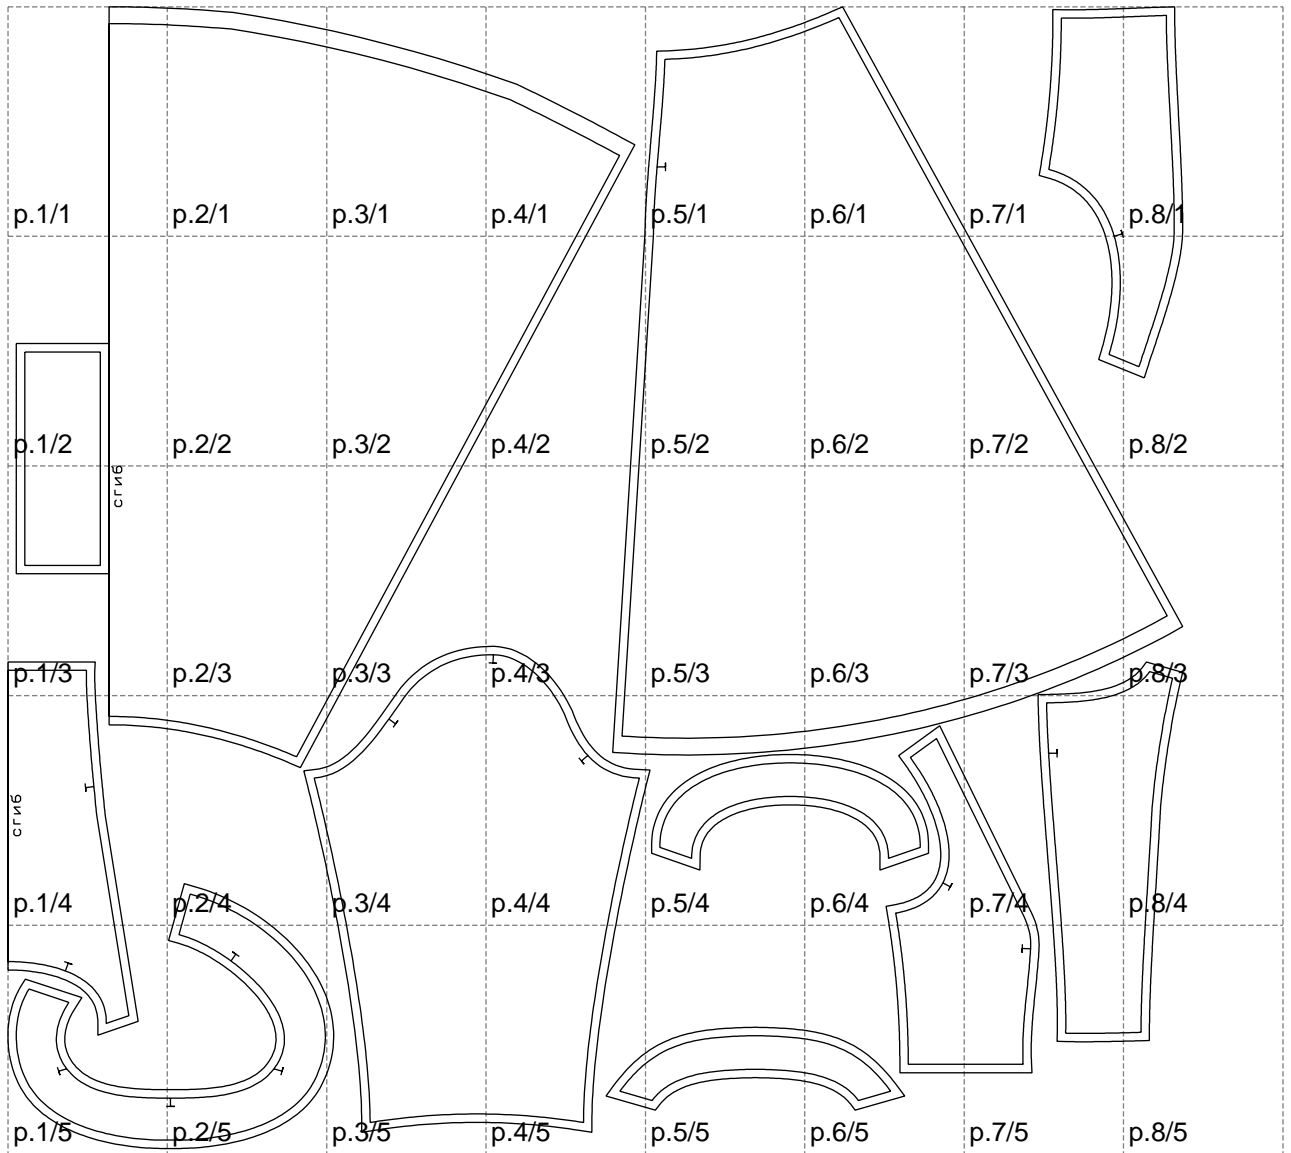 p.1/1 p.2/1 p.3/1 p.4/1 p.5/1 p.6/1 p.7/1 p.8/1
p.1/2 p.2/2 p.3/2 p.4/2 p.5/2 p.6/2 p.7/2 p.8/2
сгиб
p.1/3 p.2/3 p.3/3 p.4/3 p.5/3 p.6/3 p.7/3 p.8/3
сгиб
p.1/4 p.2/4 p.3/4 p.4/4 p.5/4 p.6/4 p.7/4 p.8/4
p.1/5 p.2/5 p.3/5 p.4/5 p.5/5 p.6/5 p.7/5 p.8/5